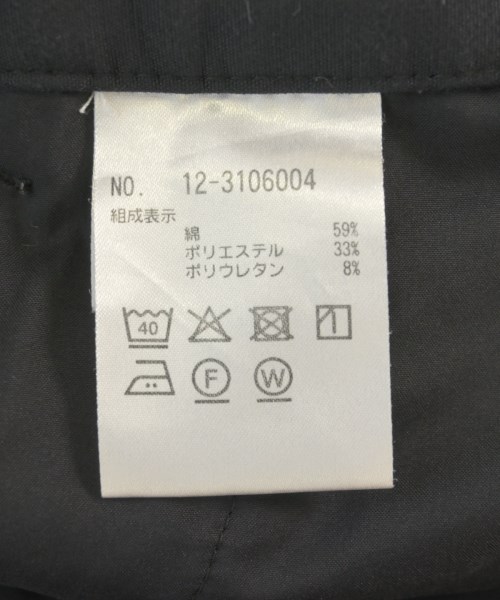 NO. 12-3106004
組成表示
綿 59%
ポリエステル 33%
ポリウレタン 8%
40
F W